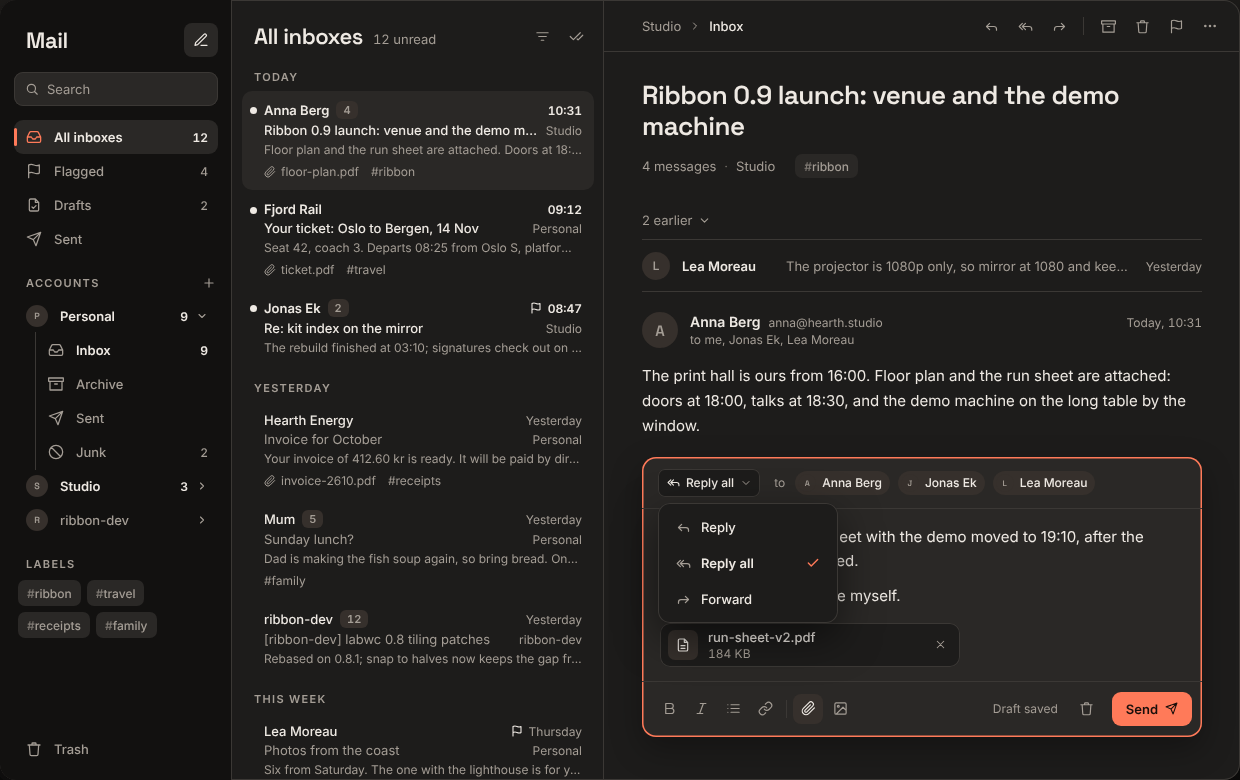 Mail
Search
All inboxes 12
Flagged 4
Drafts 2
Sent
ACCOUNTS
P Personal 9
Inbox 9
Archive
Sent
Junk 2
S Studio 3
R ribbon-dev
LABELS
#ribbon #travel
#receipts #family
Trash
All inboxes 12 unread
TODAY
Anna Berg 4 10:31
Ribbon 0.9 launch: venue and the demo m... Studio
Floor plan and the run sheet are attached. Doors at 18:...
floor-plan.pdf #ribbon
Fjord Rail 09:12
Your ticket: Oslo to Bergen, 14 Nov Personal
Seat 42, coach 3. Departs 08:25 from Oslo S, platfor...
ticket.pdf #travel
Jonas Ek 2 08:47
Re: kit index on the mirror Studio
The rebuild finished at 03:10; signatures check out on ...
YESTERDAY
Hearth Energy Yesterday
Invoice for October Personal
Your invoice of 412.60 kr is ready. It will be paid by dir...
invoice-2610.pdf #receipts
Mum 5 Yesterday
Sunday lunch? Personal
Dad is making the fish soup again, so bring bread. On...
#family
ribbon-dev 12 Yesterday
[ribbon-dev] labwc 0.8 tiling patches ribbon-dev
Rebased on 0.8.1; snap to halves now keeps the gap fr...
THIS WEEK
Lea Moreau Thursday
Photos from the coast Personal
Six from Saturday. The one with the lighthouse is for y...
Studio Inbox
Ribbon 0.9 launch: venue and the demo
machine
4 messages · Studio #ribbon
2 earlier
L Lea Moreau The projector is 1080p only, so mirror at 1080 and kee... Yesterday
A Anna Berg anna@hearth.studio Today, 10:31
to me, Jonas Ek, Lea Moreau
The print hall is ours from 16:00. Floor plan and the run sheet are attached:
doors at 18:00, talks at 18:30, and the demo machine on the long table by the
window.
Reply all to A Anna Berg J Jonas Ek L Lea Moreau
Reply
Reply all
Forward
eet with the demo moved to 19:10, after the
ed.
e myself.
run-sheet-v2.pdf
184 KB
B I Draft saved Send